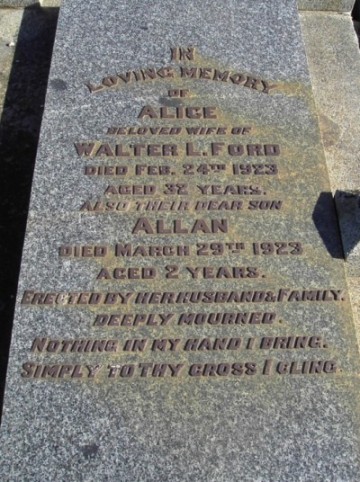 IN
LOVING MEMORY
OF
ALICE
BELOVED WIFE OF
WALTER L. FORD
DIED FEB. 24TH 1923
AGED 32 YEARS.
ALSO THEIR DEAR SON
ALLAN
DIED MARCH 29TH 1923
AGED 2 YEARS.
ERECTED BY HER HUSBAND & FAMILY.
DEEPLY MOURNED.
NOTHING IN MY HAND I BRING.
SIMPLY TO THY CROSS I CLING